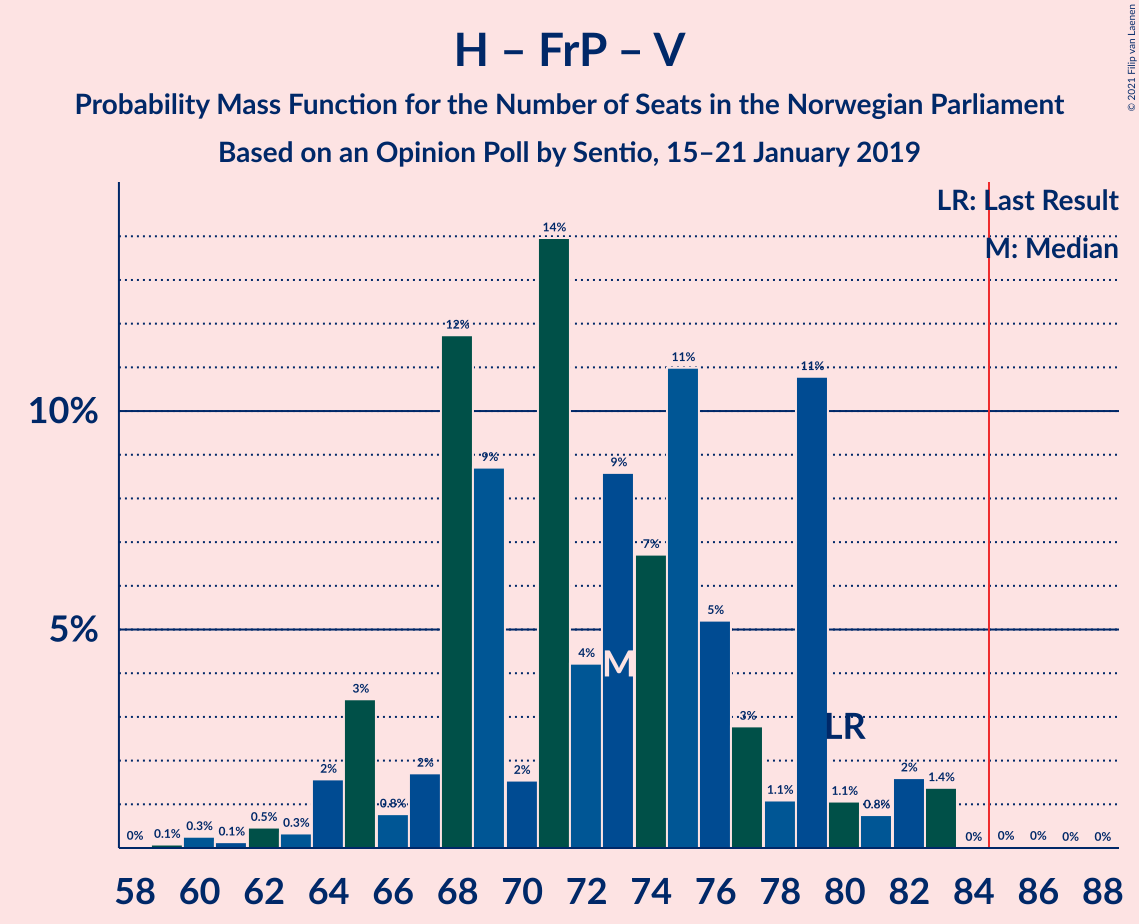 © 2021 Filip van Laenen
H – FrP – V
Probability Mass Function for the Number of Seats in the Norwegian Parliament
Based on an Opinion Poll by Sentio, 15–21 January 2019
LR: Last Result
M: Median
10%
5%
0% 0.1% 0.3% 0.1% 0.5% 0.3% 2% 3% 0.8% 2% 12% 9% 2% 14% 4% 9% 7% 11% 5% 3% 1.1% 11% 1.1% 0.8% 2% 1.4% 0% 0% 0% 0% 0%
M
LR
58 60 62 64 66 68 70 72 74 76 78 80 82 84 86 88